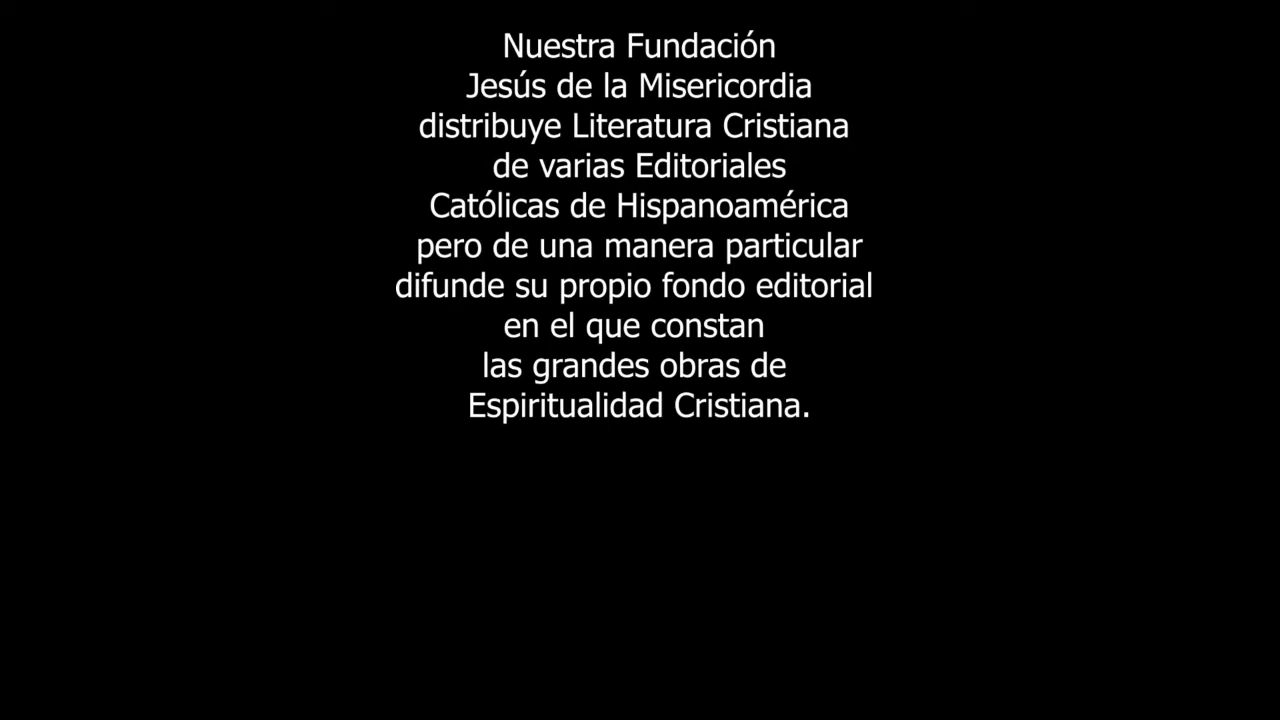 Nuestra Fundación
Jesús de la Misericordia
distribuye Literatura Cristiana
de varias Editoriales
Católicas de Hispanoamérica
pero de una manera particular
difunde su propio fondo editorial
en el que constan
las grandes obras de
Espiritualidad Cristiana.